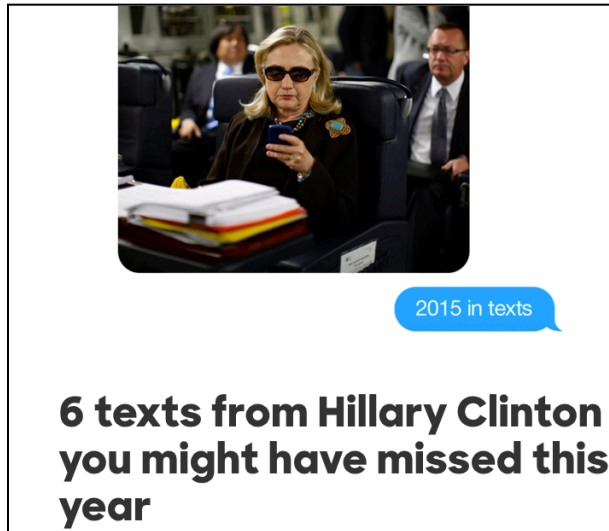 2015 in texts
6 texts from Hillary Clinton
you might have missed this
year